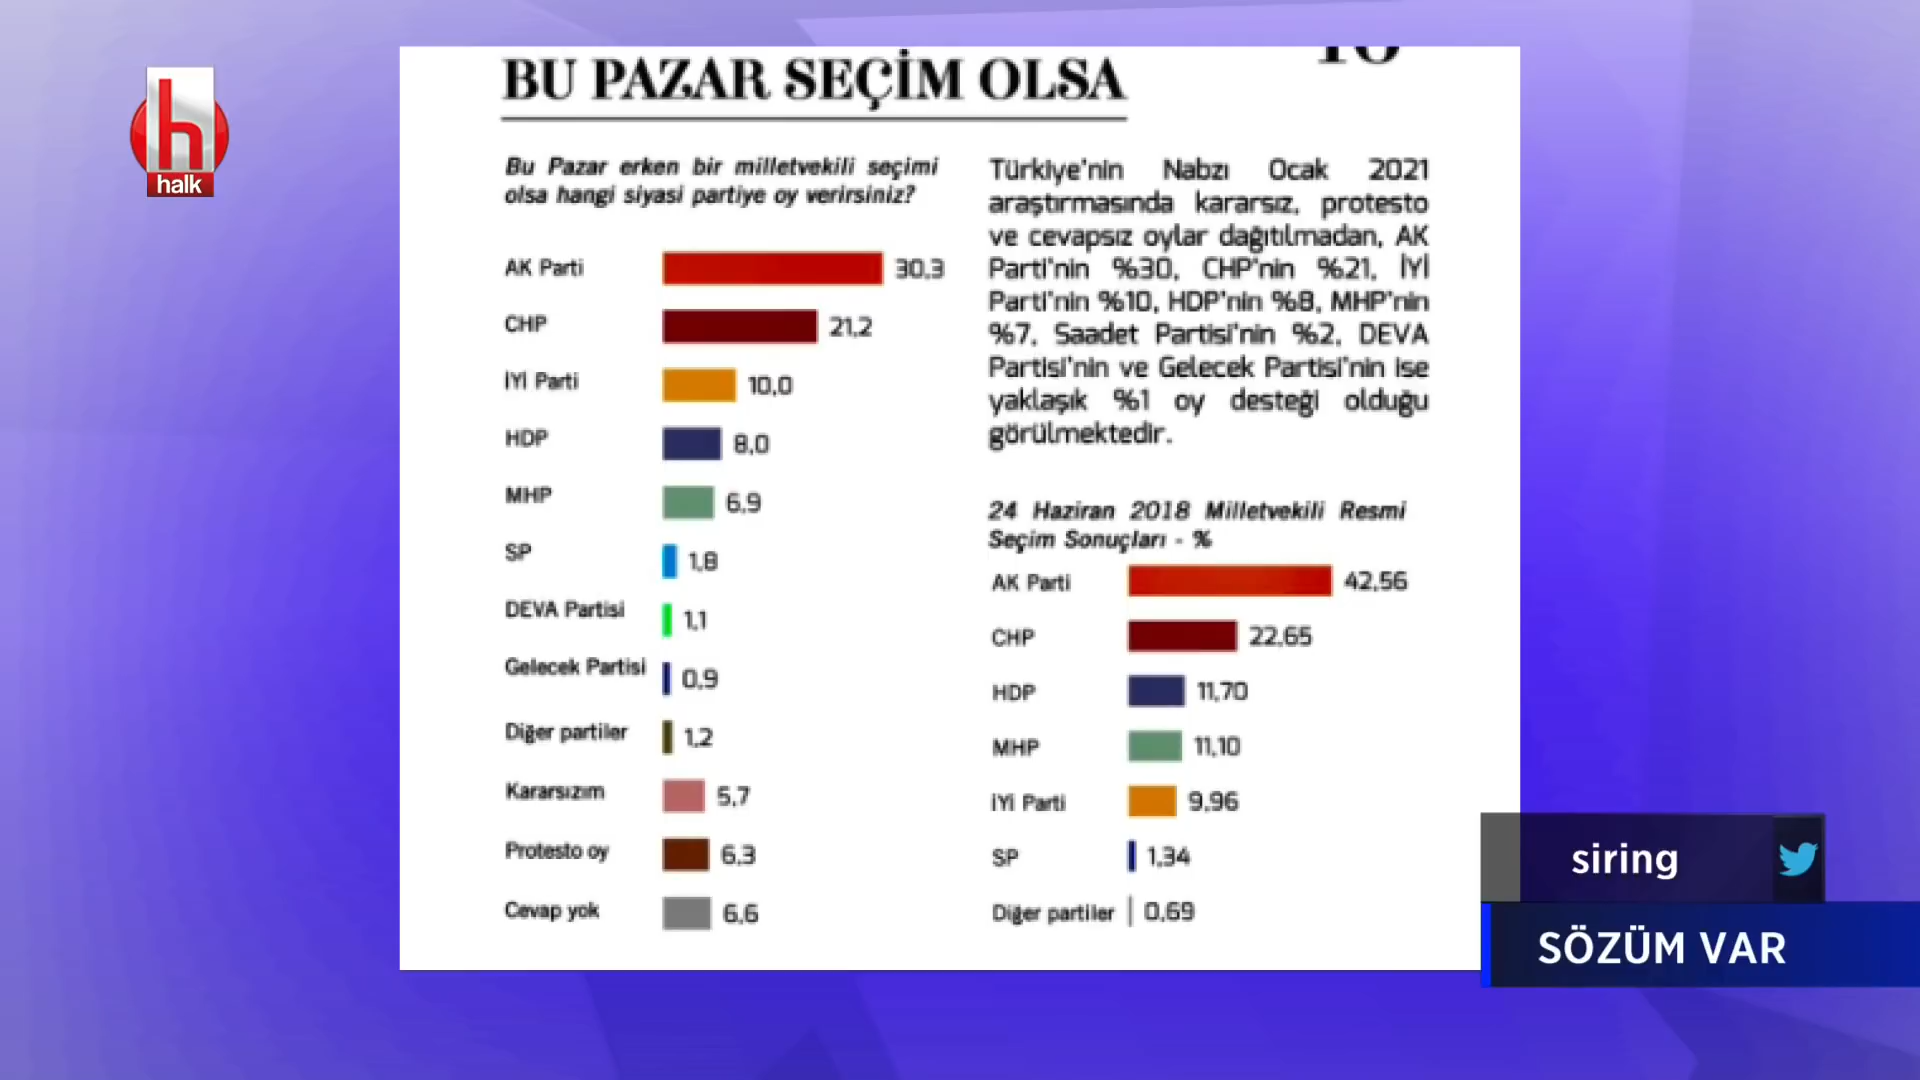 h
halk
BU PAZAR SEÇİM OLSA
Bu Pazar erken bir milletvekili seçimi
olsa hangi siyasi partiye oy verirsiniz?
AK Parti 30,3
CHP 21,2
İYİ Parti 10,0
HDP 8,0
MHP 6,9
SP 1,8
DEVA Partisi 1,1
Gelecek Partisi 0,9
Diğer partiler 1,2
Kararsızım 5,7
Protesto oy 6,3
Cevap yok 6,6
Türkiye'nin Nabzı Ocak 2021
araştırmasında kararsız, protesto
ve cevapsız oylar dağıtılmadan, AK
Parti'nin %30, CHP'nin %21, İYİ
Parti'nin %10, HDP'nin %8, MHP'nin
%7, Saadet Partisi'nin %2, DEVA
Partisi'nin ve Gelecek Partisi'nin ise
yaklaşık %1 oy desteği olduğu
görülmektedir.
24 Haziran 2018 Milletvekili Resmi
Seçim Sonuçları - %
AK Parti 42,56
CHP 22,65
HDP 11,70
MHP 11,10
İYİ Parti 9,96
SP 1,34
Diğer partiler 0,69
siring
SÖZÜM VAR